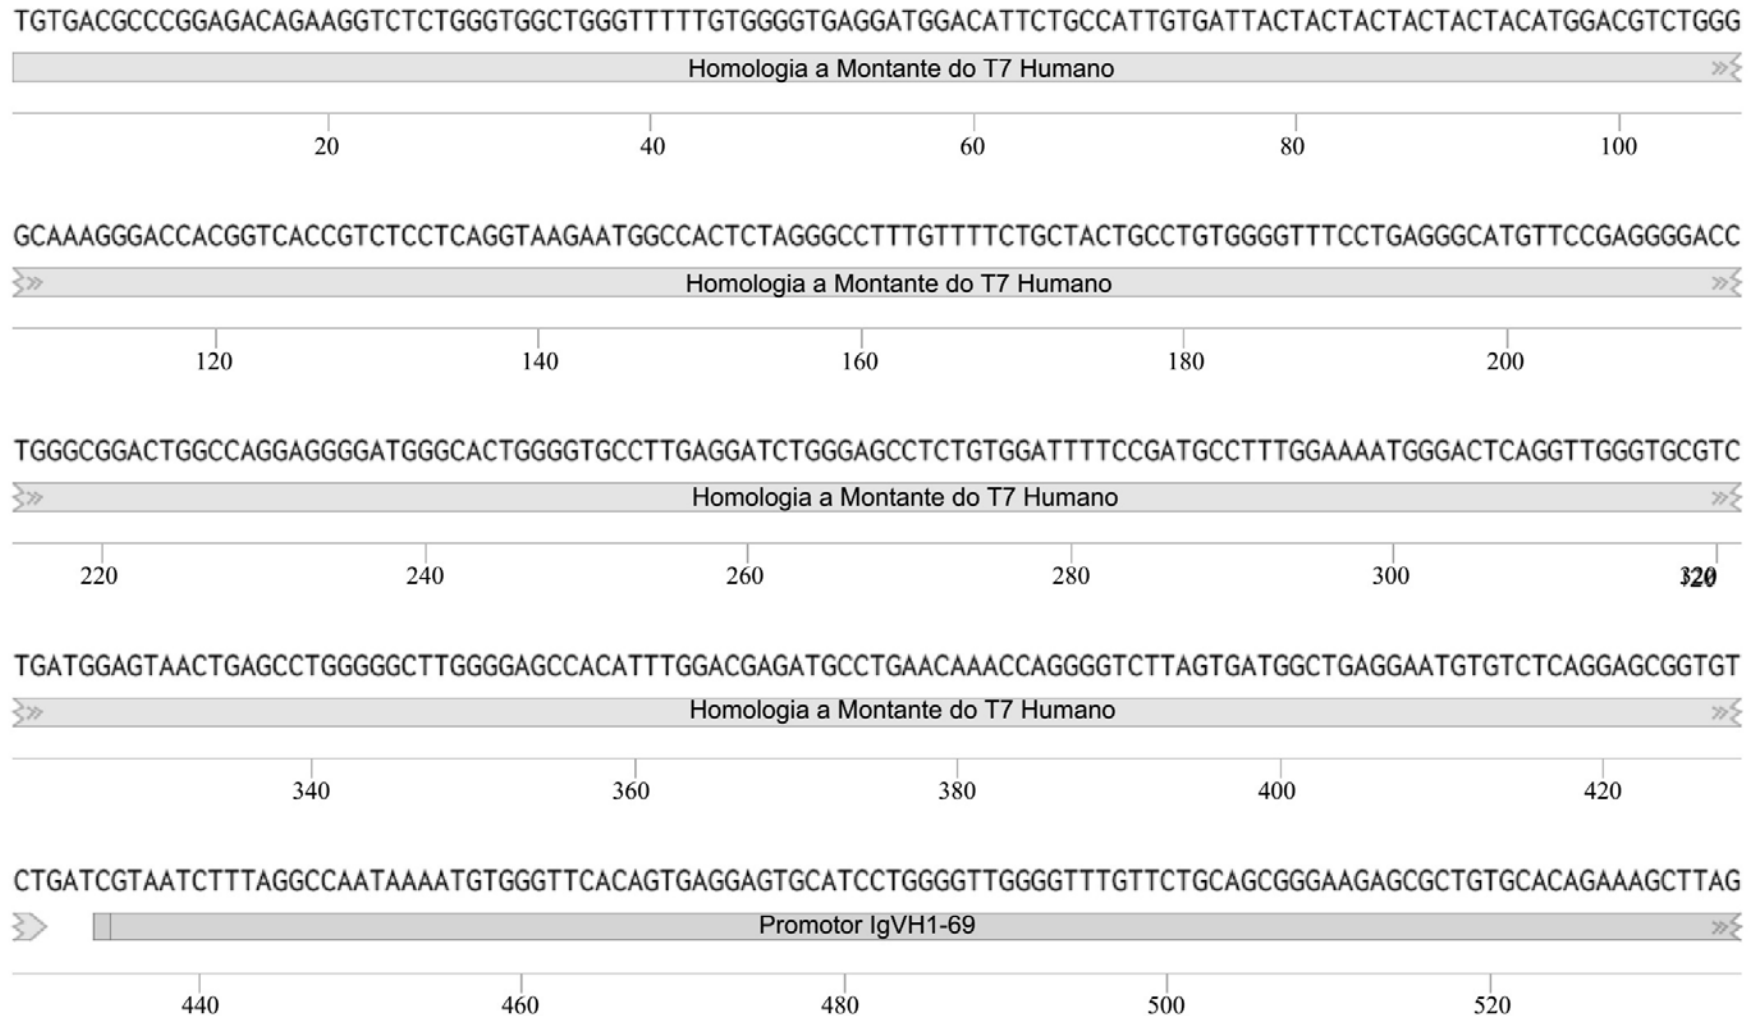 TGTGACGCCCGGAGACAGAAGGTCTCTGGGTGGCTGGGTTTTTGTGGGGTGAGGATGGACATTCTGCCATTGTGATTACTACTACTACTACTACATGGACGTCTGGG
Homologia a Montante do T7 Humano
20 40 60 80 100
GCAAAGGGACCACGGTCACCGTCTCCTCAGGTAAGAATGGCCACTCTAGGGCCTTTGTTTTCTGCTACTGCCTGTGGGGTTTCCTGAGGGCATGTTCCGAGGGGACC
Homologia a Montante do T7 Humano
120 140 160 180 200
TGGGCGGACTGGCCAGGAGGGGATGGGCACTGGGGTGCCTTGAGGATCTGGGAGCCTCTGTGGATTTTCCGATGCCTTTGGAAAATGGGACTCAGGTTGGGTGCGTC
Homologia a Montante do T7 Humano
220 240 260 280 300
TGATGGAGTAACTGAGCCTGGGGGCTTGGGGAGCCACATTTGGACGAGATGCCTGAACAAACCAGGGGTCTTAGTGATGGCTGAGGAATGTGTCTCAGGAGCGGTGT
Homologia a Montante do T7 Humano
340 360 380 400 420
CTGATCGTAATCTTTAGGCCAATAAAATGTGGGTTCACAGTGAGGAGTGCATCCTGGGGTTGGGGTTTGTTCTGCAGCGGGAAGAGCGCTGTGCACAGAAAGCTTAG
Promotor IgVH1-69
440 460 480 500 520